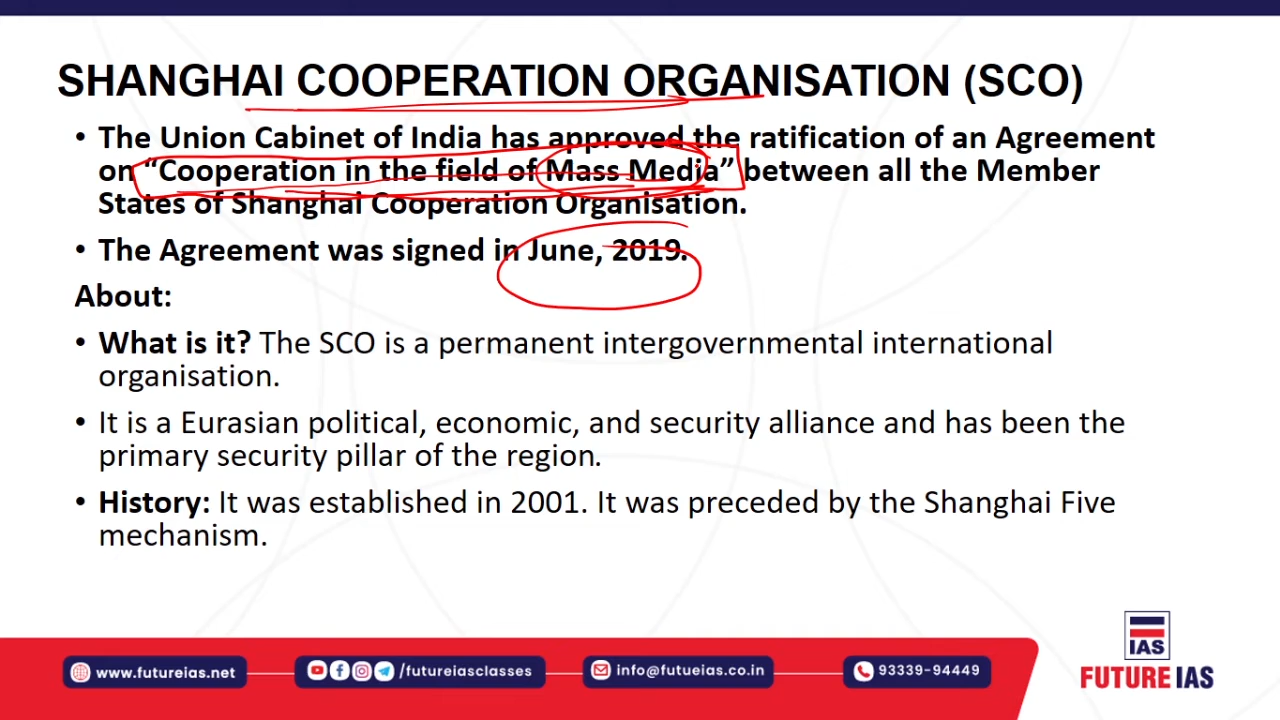 SHANGHAI COOPERATION ORGANISATION (SCO)
• The Union Cabinet of India has approved the ratification of an Agreement
on “Cooperation in the field of Mass Media” between all the Member
States of Shanghai Cooperation Organisation.
• The Agreement was signed in June, 2019.
About:
• What is it? The SCO is a permanent intergovernmental international
organisation.
• It is a Eurasian political, economic, and security alliance and has been the
primary security pillar of the region.
• History: It was established in 2001. It was preceded by the Shanghai Five
mechanism.
IAS
www.futureias.net
/futureiasclasses
info@futueias.co.in
93339-94449
FUTURE IAS